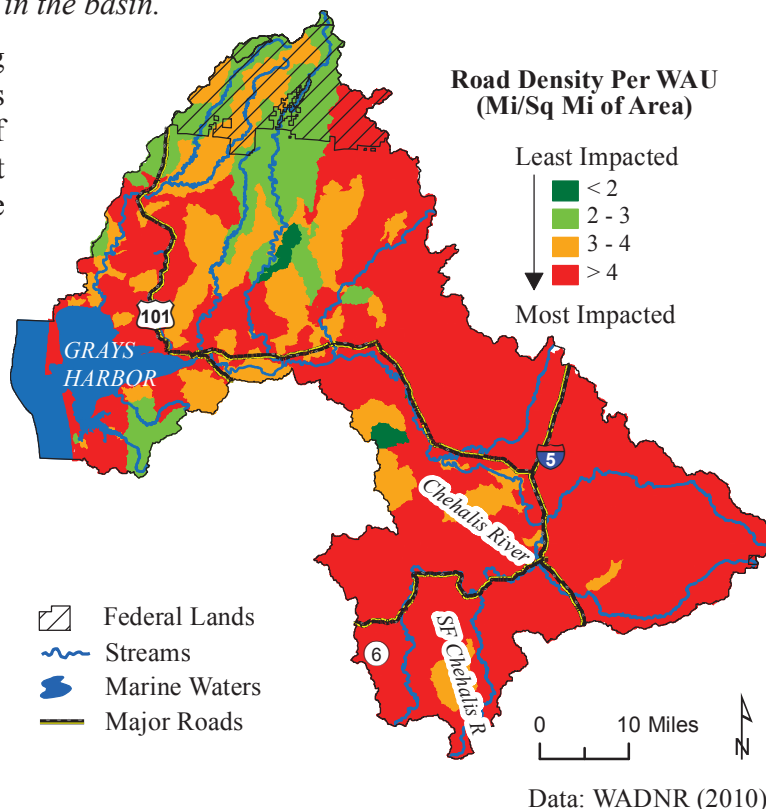 in the basin.
g
s
f
t
e
Road Density Per WAU
(Mi/Sq Mi of Area)
Least Impacted
< 2
2 - 3
3 - 4
> 4
Most Impacted
101
GRAYS
HARBOR
5
Chehalis River
6
SF Chehalis R
Federal Lands
Streams
Marine Waters
Major Roads
0 10 Miles
N
Data: WADNR (2010)